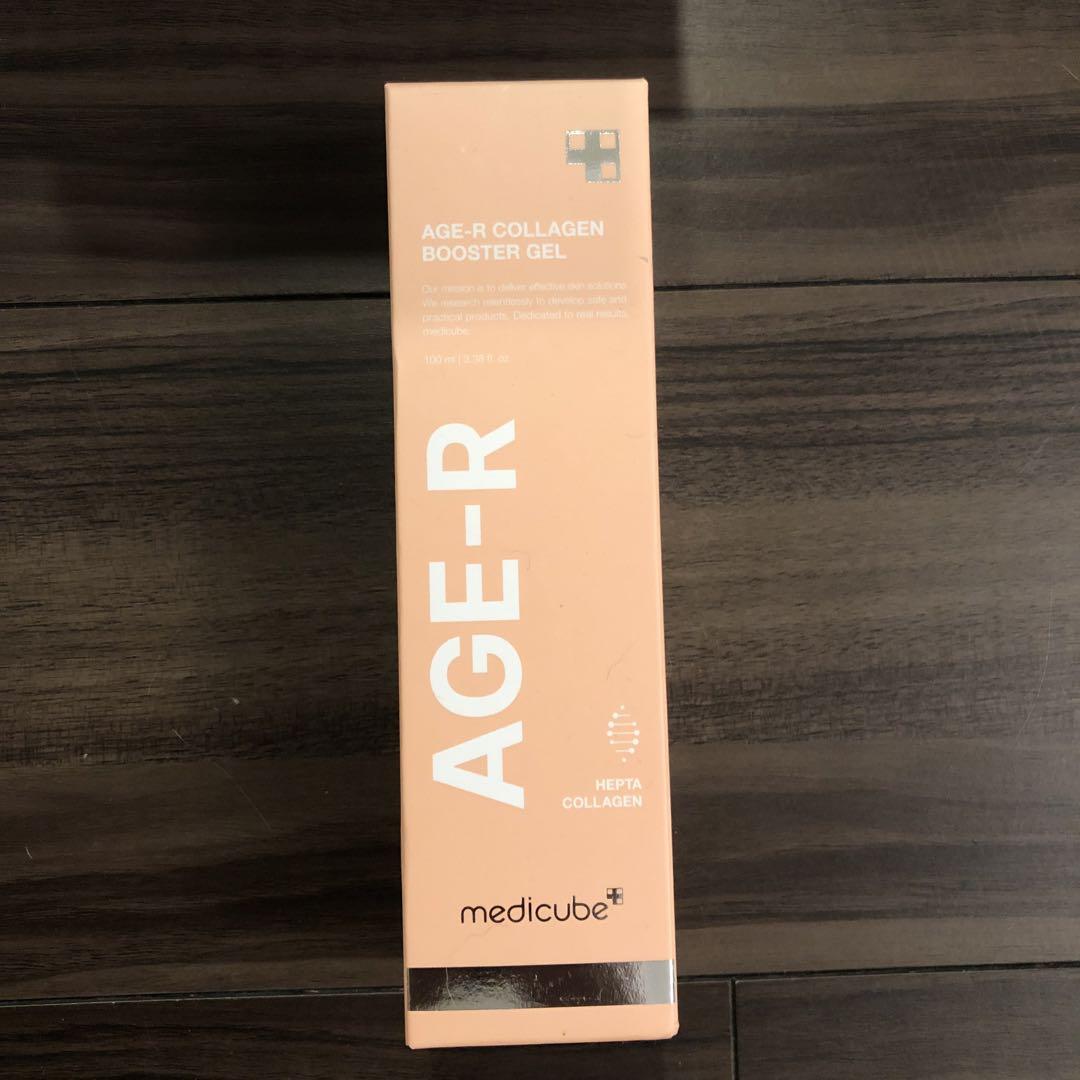 AGE-R COLLAGEN
BOOSTER GEL
Our mission is to deliver effective skin solutions.
We research relentlessly to develop safe and
practical products. Dedicated to real results,
medicube.
100 ml | 3.38 fl. oz.
AGE-R
HEPTA
COLLAGEN
medicube